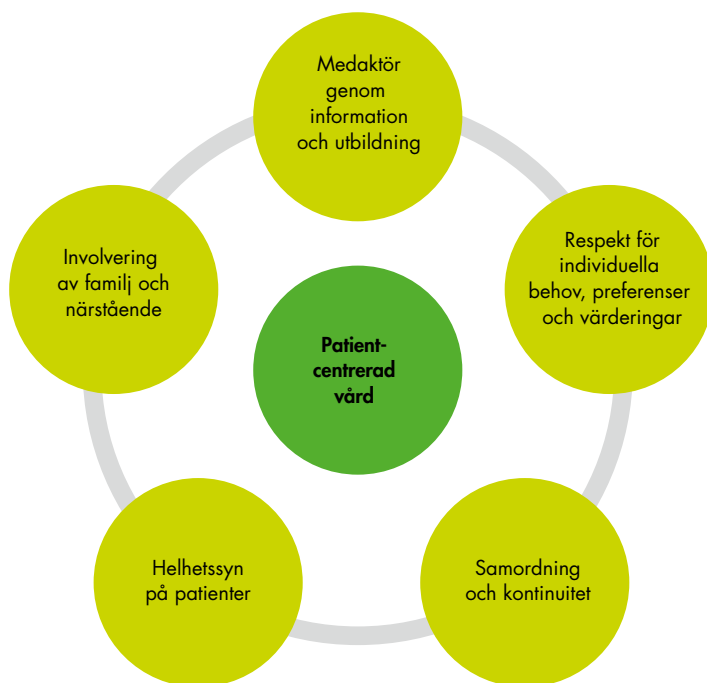 Medaktör
genom
information
och utbildning
Respekt för
individuella
behov, preferenser
och värderingar
Samordning
och kontinuitet
Helhetssyn
på patienter
Involvering
av familj och
närstående
Patient-
centrerad
vård